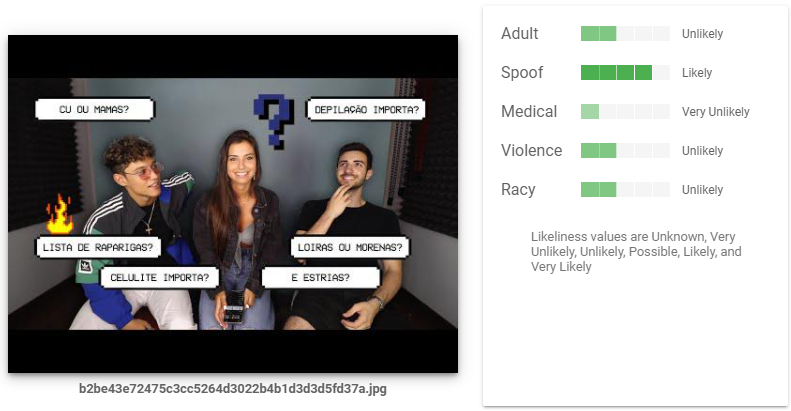 CU OU MAMAS?
DEPILAÇÃO IMPORTA?
LISTA DE RAPARIGAS?
LOIRAS OU MORENAS?
CELULITE IMPORTA?
E ESTRIAS?
b2be43e72475c3cc5264d3022b4b1d3d3d5fd37a.jpg
Adult Unlikely
Spoof Likely
Medical Very Unlikely
Violence Unlikely
Racy Unlikely
Likeliness values are Unknown, Very
Unlikely, Unlikely, Possible, Likely, and
Very Likely